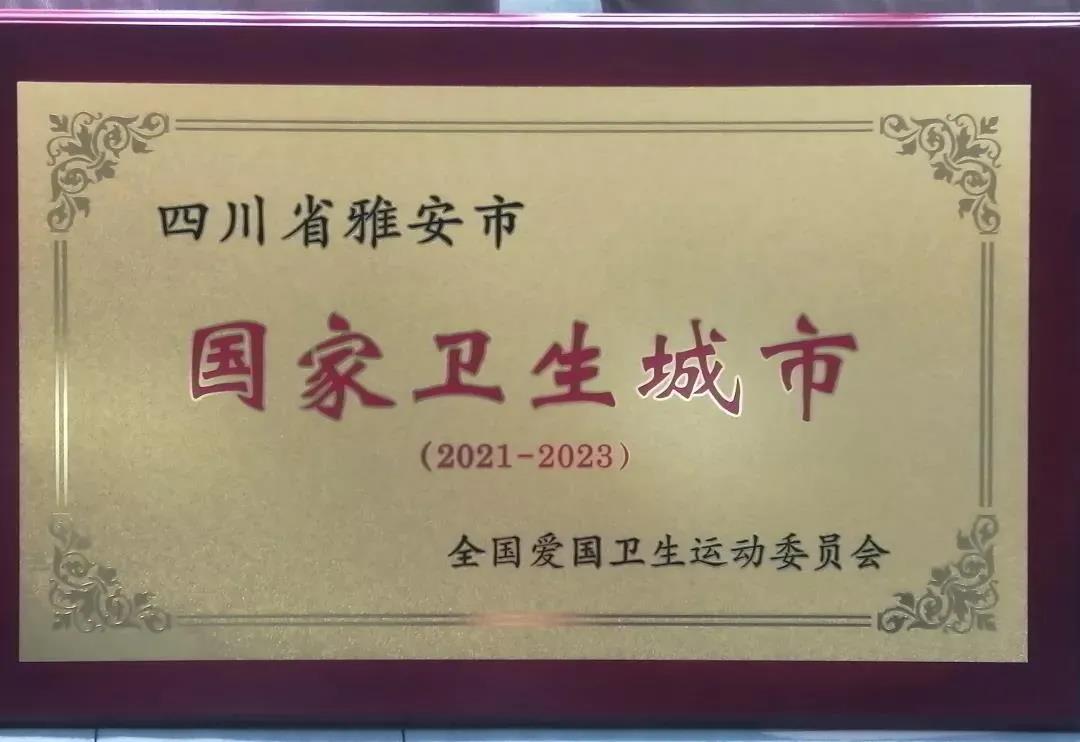 四川省雅安市
国家卫生城市
（2021-2023）
全国爱国卫生运动委员会